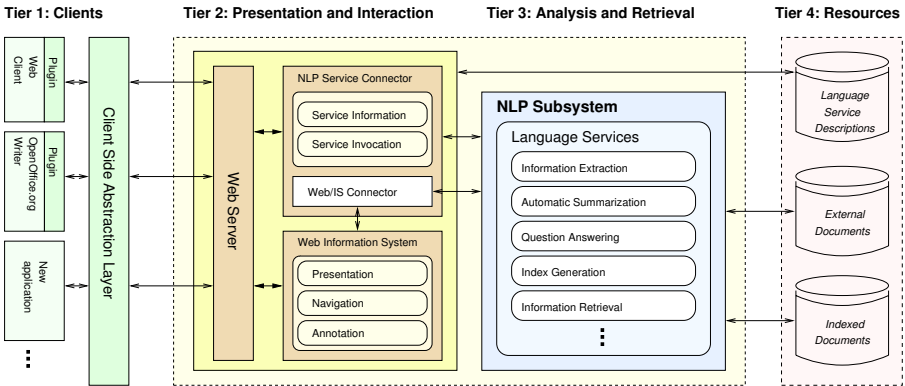 Tier 1: Clients
Tier 2: Presentation and Interaction
Tier 3: Analysis and Retrieval
Tier 4: Resources
Plugin
Web
Client
Plugin
OpenOffice.org
Writer
New
application
...
Client Side Abstraction Layer
Web Server
NLP Service Connector
Service Information
Service Invocation
Web/IS Connector
Web Information System
Presentation
Navigation
Annotation
NLP Subsystem
Language Services
Information Extraction
Automatic Summarization
Question Answering
Index Generation
Information Retrieval
...
Language
Service
Descriptions
External
Documents
Indexed
Documents